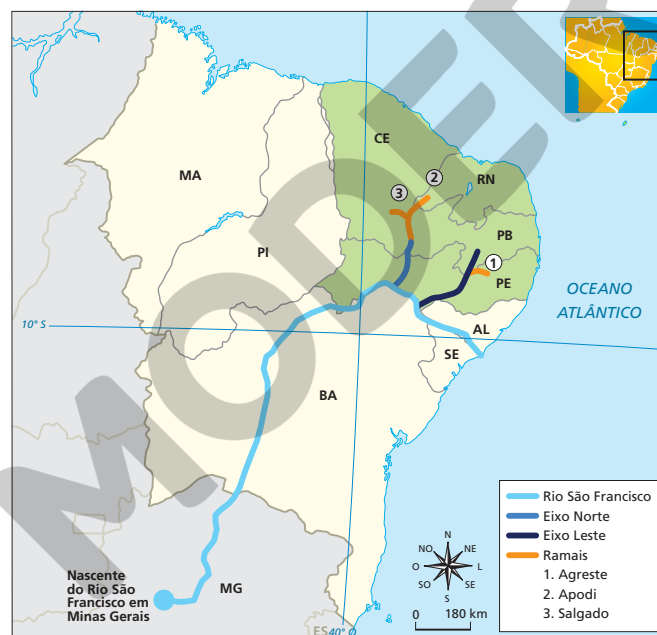 MODERNA
CE
RN
MA
3
2
PB
PI
1
PE
OCEANO
ATLÂNTICO
10° S
AL
SE
BA
Rio São Francisco
Eixo Norte
Eixo Leste
Ramais
1. Agreste
2. Apodi
3. Salgado
N
NO
NE
O
L
SO
SE
S
0 180 km
Nascente
do Rio São
Francisco em
Minas Gerais
MG
ES
40° O